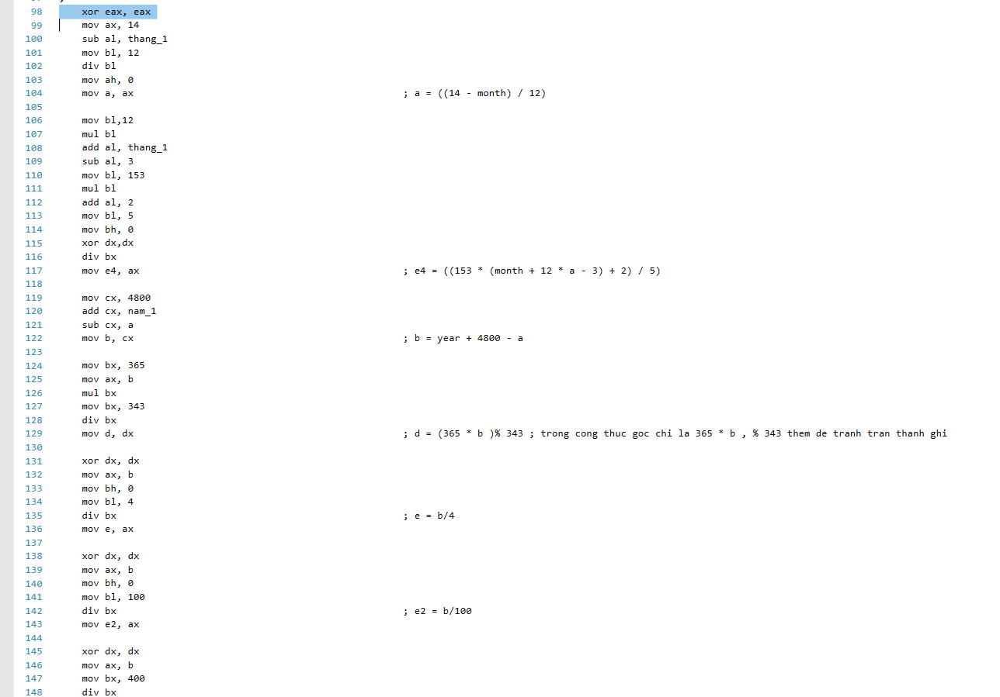 98 xor eax, eax
99 mov ax, 14
100 sub al, thang_1
101 mov bl, 12
102 div bl
103 mov ah, 0
104 mov a, ax ; a = ((14 - month) / 12)
105
106 mov bl,12
107 mul bl
108 add al, thang_1
109 sub al, 3
110 mov bl, 153
111 mul bl
112 add al, 2
113 mov bl, 5
114 mov bh, 0
115 xor dx,dx
116 div bx
117 mov e4, ax ; e4 = ((153 * (month + 12 * a - 3) + 2) / 5)
118
119 mov cx, 4800
120 add cx, nam_1
121 sub cx, a
122 mov b, cx ; b = year + 4800 - a
123
124 mov bx, 365
125 mov ax, b
126 mul bx
127 mov bx, 343
128 div bx
129 mov d, dx ; d = (365 * b )% 343 ; trong cong thuc goc chi la 365 * b , % 343 them de tranh tran thanh ghi
130
131 xor dx, dx
132 mov ax, b
133 mov bh, 0
134 mov bl, 4
135 div bx ; e = b/4
136 mov e, ax
137
138 xor dx, dx
139 mov ax, b
140 mov bh, 0
141 mov bl, 100
142 div bx ; e2 = b/100
143 mov e2, ax
144
145 xor dx, dx
146 mov ax, b
147 mov bx, 400
148 div bx